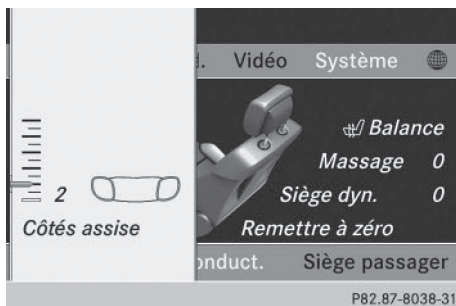 d. Vidéo Système
Balance
Massage 0
2
Siège dyn. 0
Côtés assise
Remettre à zéro
onduct. Siège passager
P82.87-8038-31